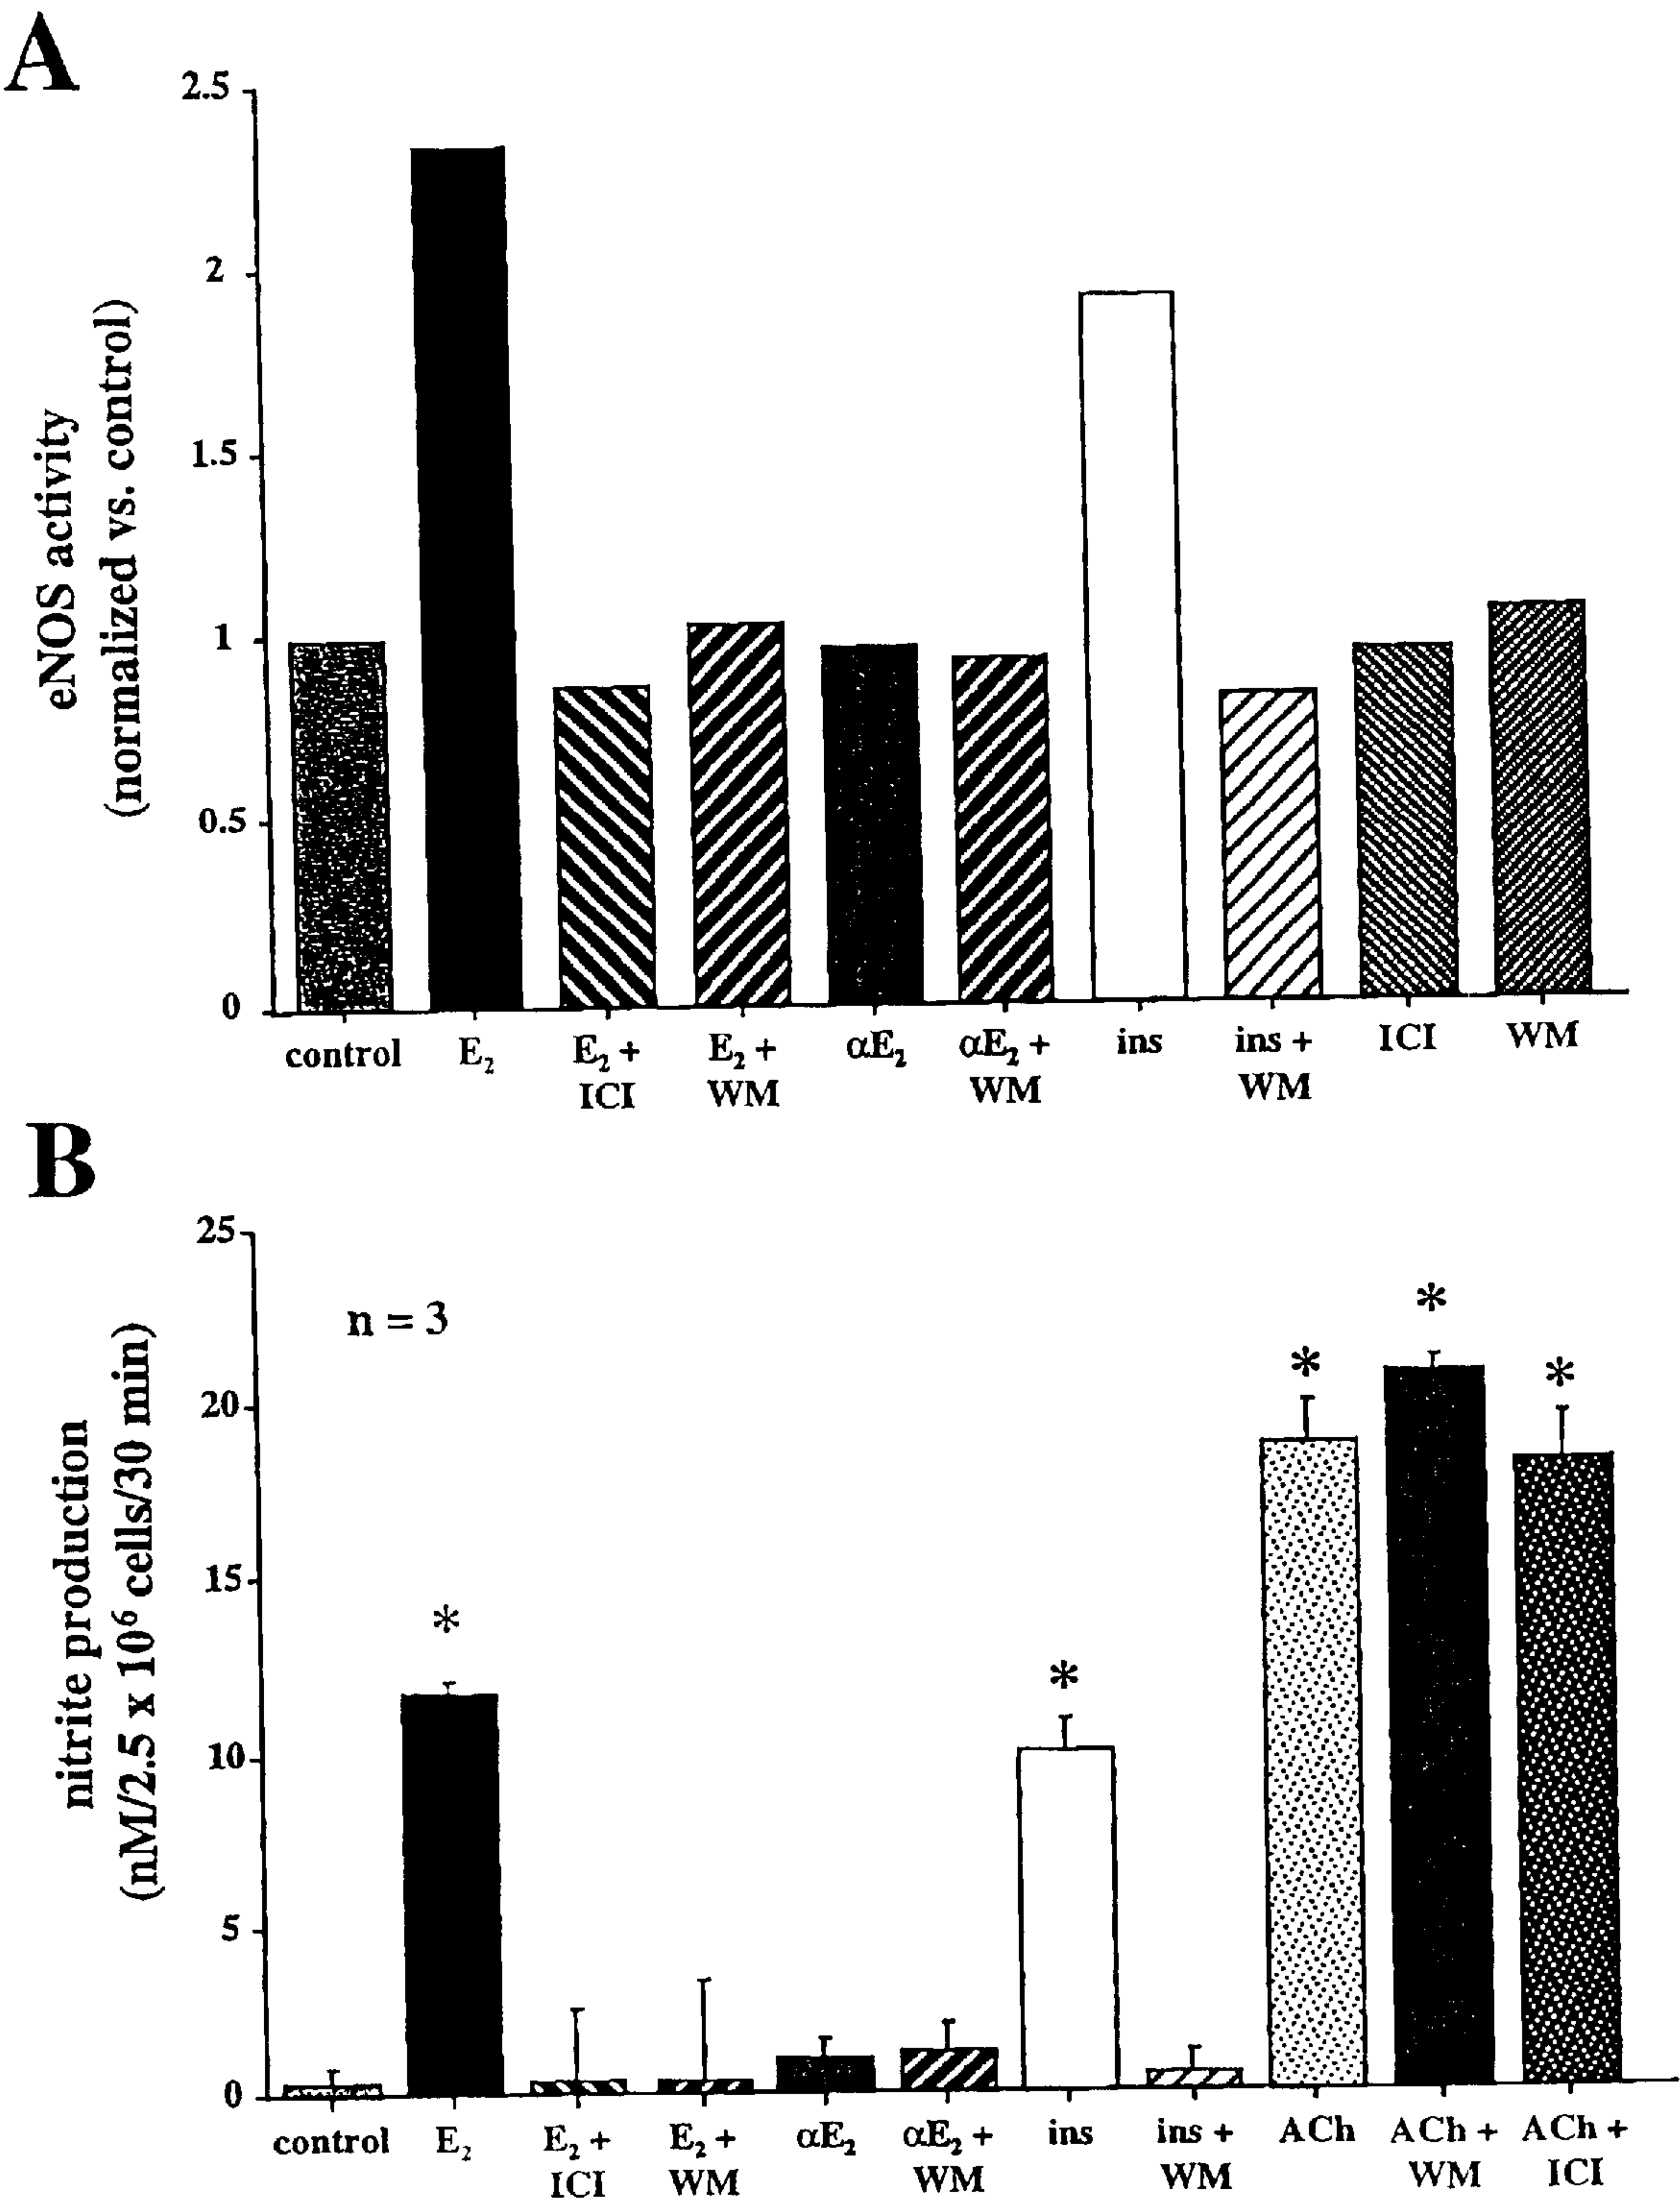 A
2.5
2
1.5
1
0.5
0
eNOS activity
(normalized vs. control)
control E₂ E₂ + E₂ + αE₂ αE₂ + ins ins + ICI WM
ICI WM WM WM
B
25
20
15
10
5
0
n = 3
* * * * *
nitrite production
(nM/2.5 x 10⁶ cells/30 min)
control E₂ E₂ + E₂ + αE₂ αE₂ + ins ins + ACh ACh + ACh +
ICI WM WM WM WM ICI